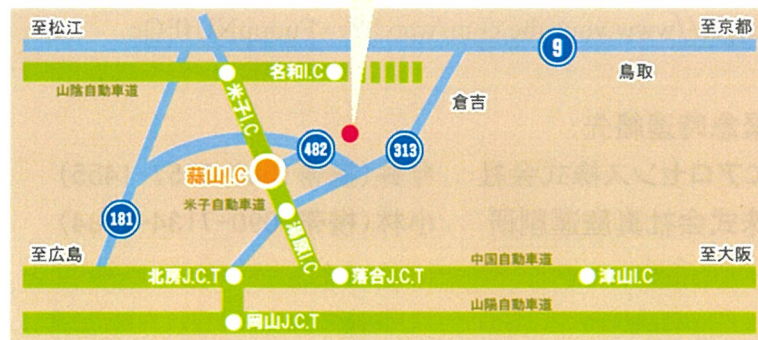 至松江
至京都
9
名和I.C
鳥取
山陰自動車道
米子I.C
倉吉
482
313
蒜山I.C
米子自動車道
181
湯原I.C
至広島
中国自動車道
至大阪
北房J.C.T
落合J.C.T
津山I.C
山陽自動車道
岡山J.C.T